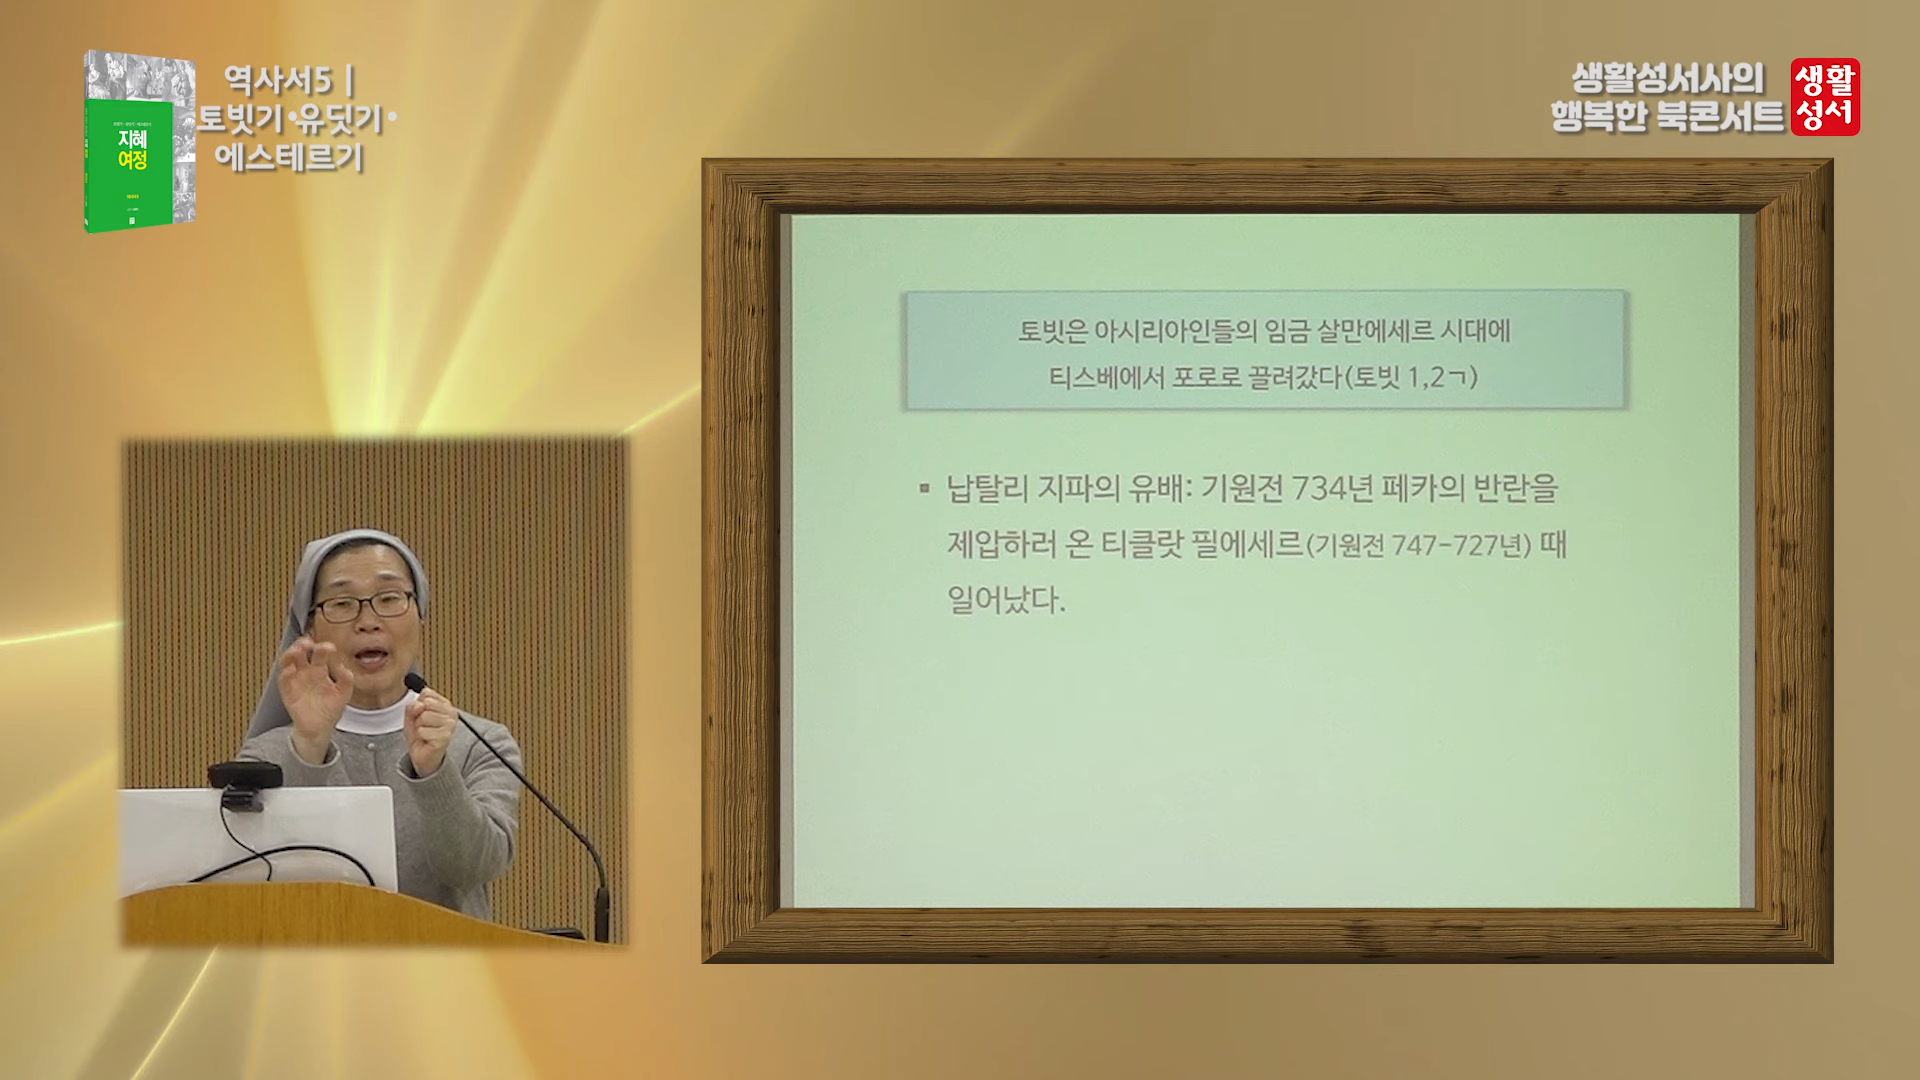 역사서5 |
토빗기·유딧기·
에스테르기
지혜
여정
생활성서사의
행복한 북콘서트
생활
성서
토빗은 아시리아인들의 임금 살만에세르 시대에
티스베에서 포로로 끌려갔다(토빗 1,2ㄱ)
▪ 납탈리 지파의 유배: 기원전 734년 페카의 반란을
제압하러 온 티클랏 필에세르(기원전 747-727년) 때
일어났다.